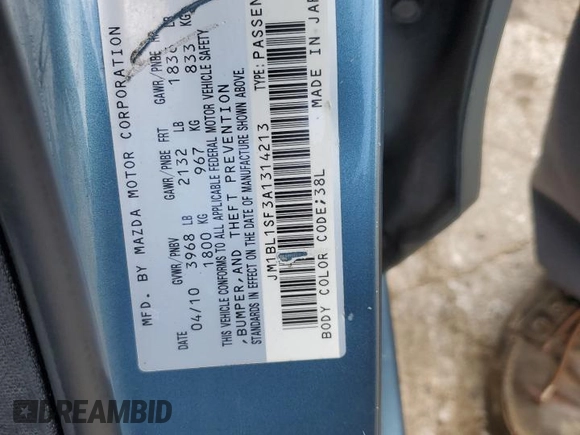 MFD. BY MAZDA MOTOR CORPORATION
DATE GVWR/PNBV GAWR/PNBE FRT GAWR/PNBE
04/10 3968 LB 2132 LB
1800 KG 967 KG 833 KG
THIS VEHICLE CONFORMS TO ALL APPLICABLE FEDERAL MOTOR VEHICLE SAFETY
,BUMPER,AND THEFT PREVENTION
STANDARDS IN EFFECT ON THE DATE OF MANUFACTURE SHOWN ABOVE.
JM1BL1SF3A1314213 TYPE:
BODY COLOR CODE;38L MADE IN
DREAMBID